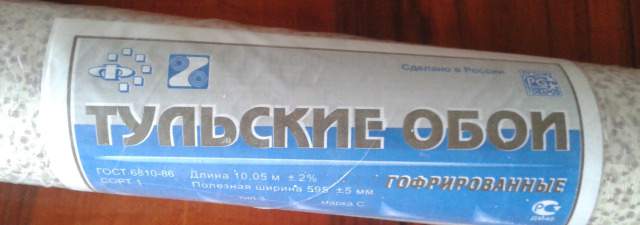 Сделано в России
ТУЛЬСКИЕ ОБОИ
ГОСТ 6810-86
СОРТ 1
Длина 10,05 м ±2%
Полезная ширина 595 ±5 мм
марка С
ГОФРИРОВАННЫЕ